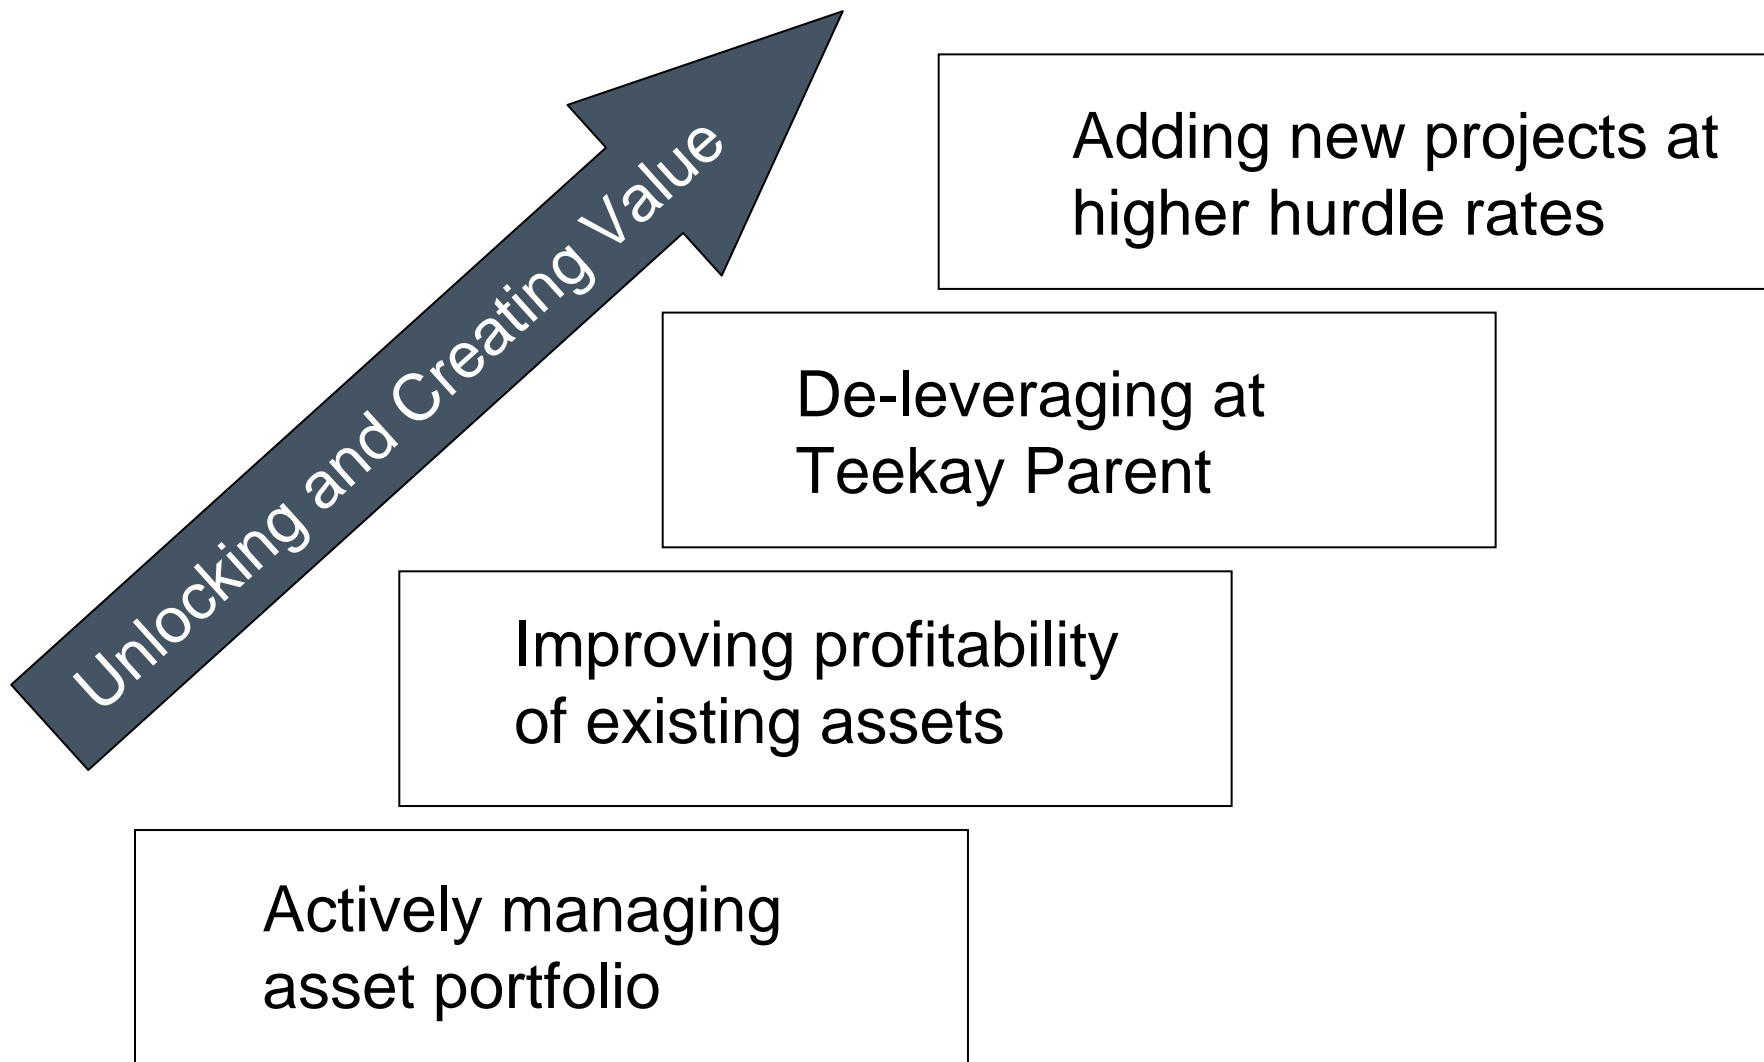 Unlocking and Creating Value
Adding new projects at
higher hurdle rates
De-leveraging at
Teekay Parent
Improving profitability
of existing assets
Actively managing
asset portfolio